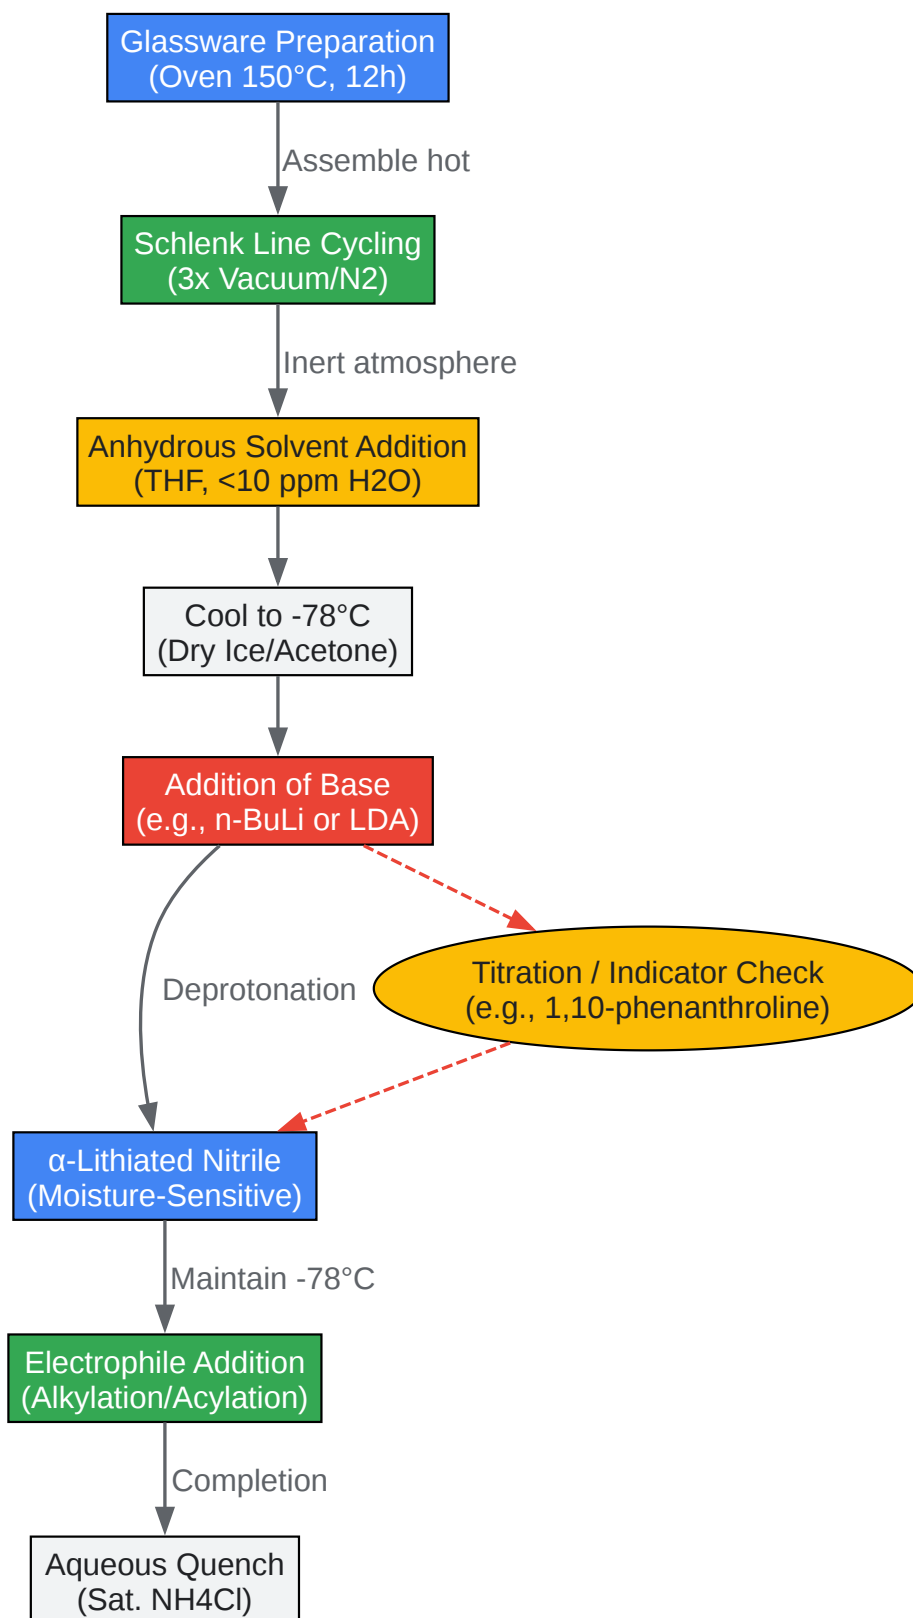 Glassware Preparation
(Oven 150°C, 12h)
Assemble hot
Schlenk Line Cycling
(3x Vacuum/N2)
Inert atmosphere
Anhydrous Solvent Addition
(THF, <10 ppm H2O)
Cool to -78°C
(Dry Ice/Acetone)
Addition of Base
(e.g., n-BuLi or LDA)
Deprotonation
Titration / Indicator Check
(e.g., 1,10-phenanthroline)
α-Lithiated Nitrile
(Moisture-Sensitive)
Maintain -78°C
Electrophile Addition
(Alkylation/Acylation)
Completion
Aqueous Quench
(Sat. NH4Cl)